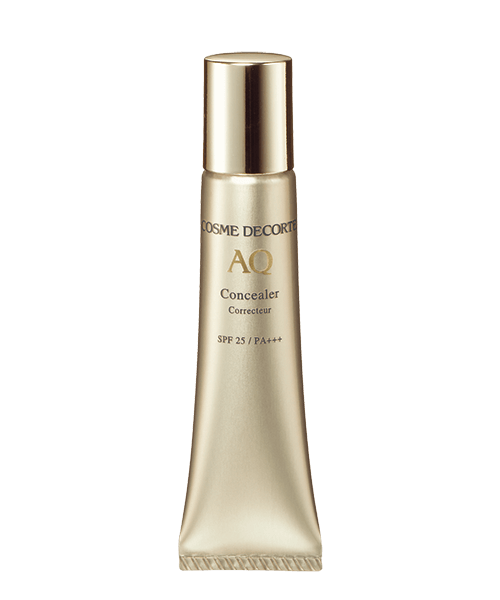 COSME DECORTE
AQ
Concealer
Correcteur
SPF 25 / PA+++